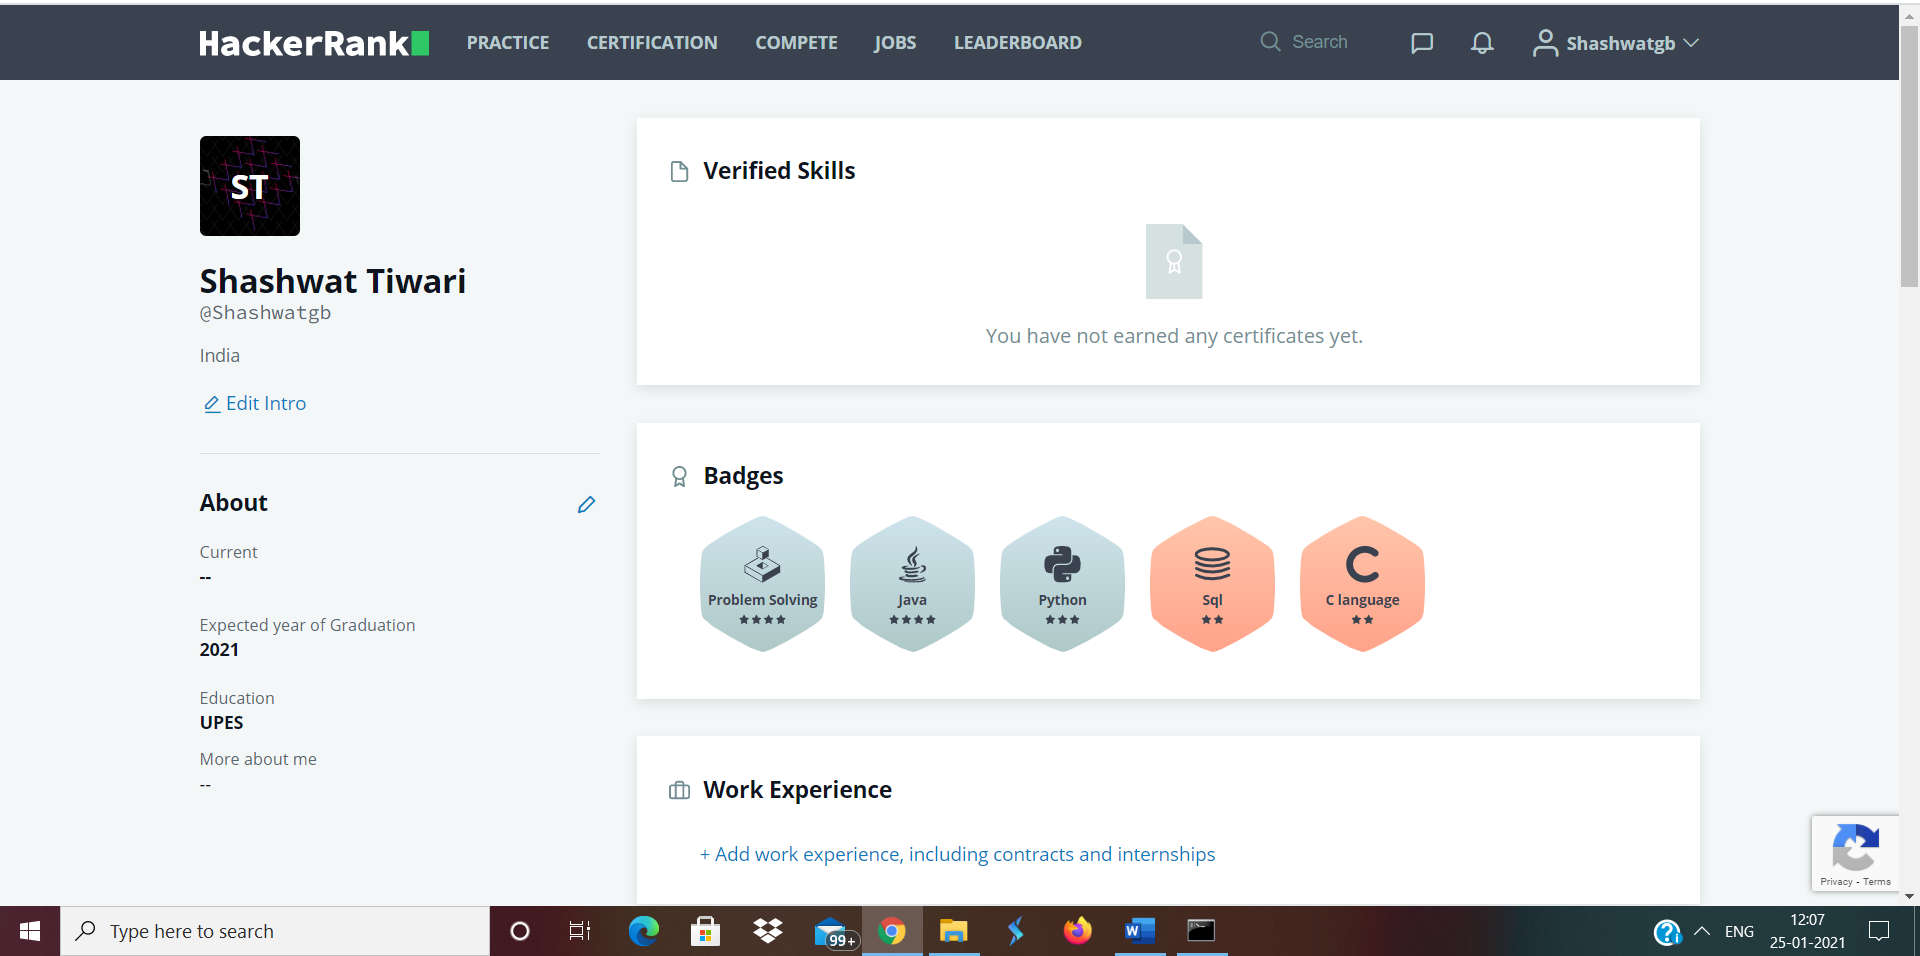 HackerRank
PRACTICE CERTIFICATION COMPETE JOBS LEADERBOARD
Search
Shashwatgb
ST
Shashwat Tiwari
@Shashwatgb
India
Edit Intro
About
Current
--
Expected year of Graduation
2021
Education
UPES
More about me
--
Verified Skills
You have not earned any certificates yet.
Badges
Problem Solving
Java
Python
Sql
C language
Work Experience
+ Add work experience, including contracts and internships
Privacy - Terms
Type here to search
99+
W
ENG
12:07
25-01-2021